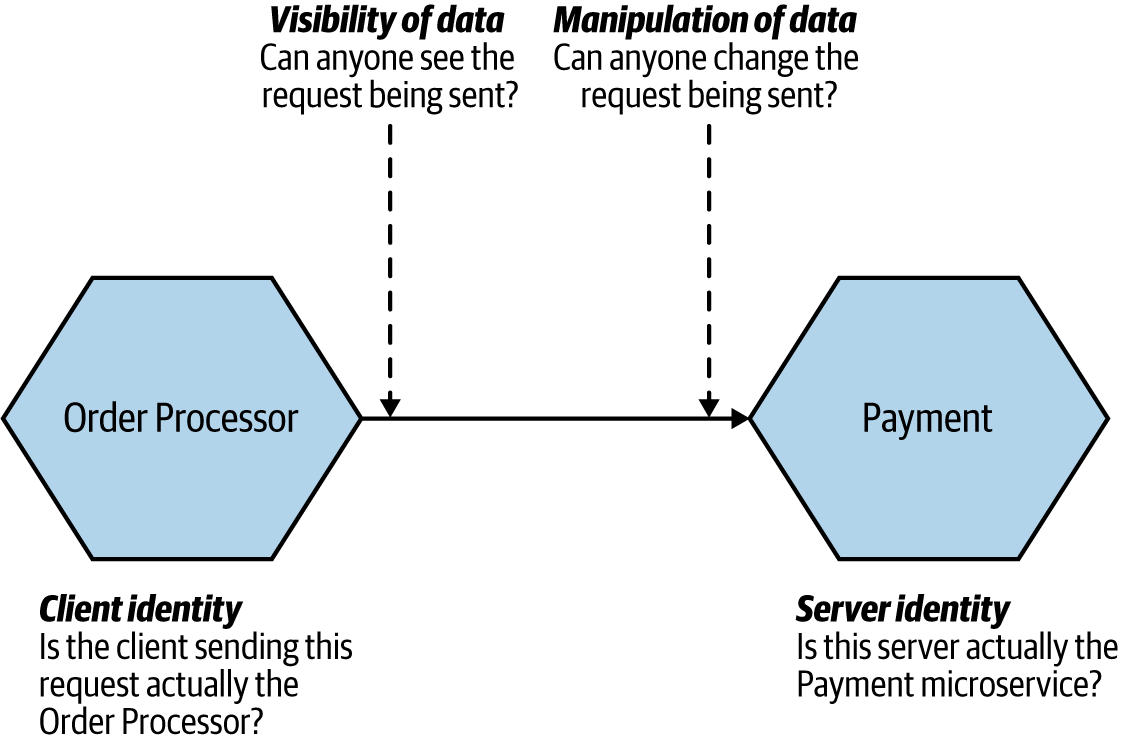 Visibility of data
Can anyone see the
request being sent?
Manipulation of data
Can anyone change the
request being sent?
Order Processor
Payment
Client identity
Is the client sending this
request actually the
Order Processor?
Server identity
Is this server actually the
Payment microservice?